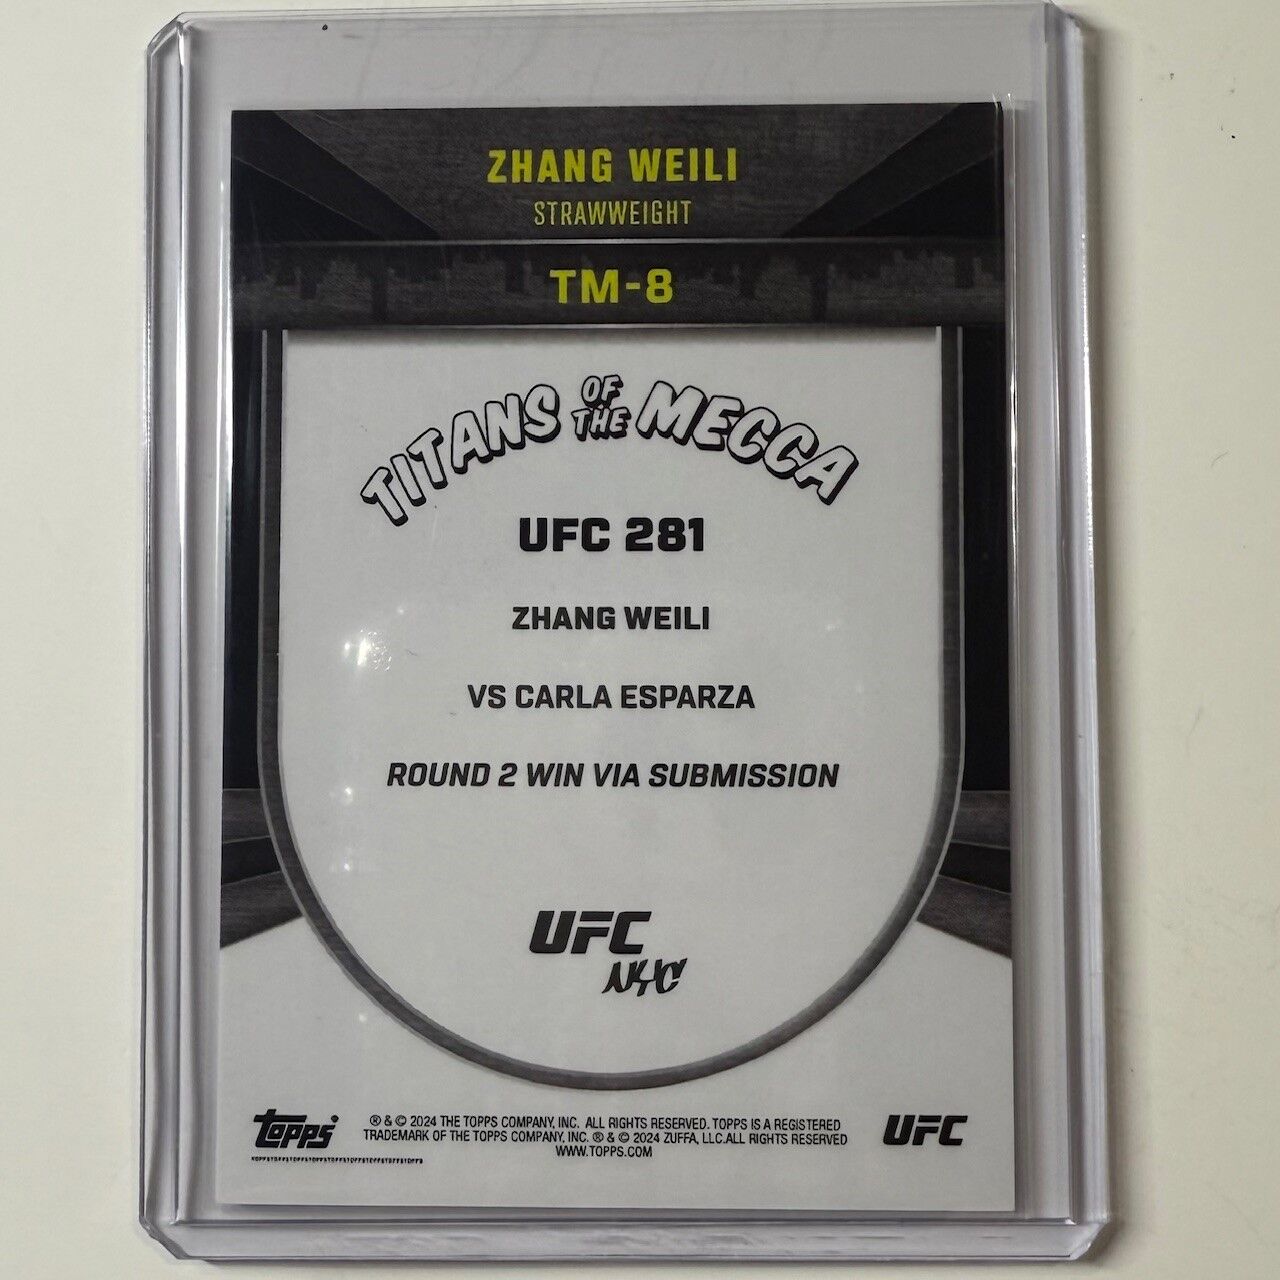 ZHANG WEILI
STRAWWEIGHT
TM-8
TITANS OF THE MECCA
UFC 281
ZHANG WEILI
VS CARLA ESPARZA
ROUND 2 WIN VIA SUBMISSION
UFC
NYC
topps
® & © 2024 THE TOPPS COMPANY, INC. ALL RIGHTS RESERVED. TOPPS IS A REGISTERED
TRADEMARK OF THE TOPPS COMPANY, INC. ® & © 2024 ZUFFA, LLC.ALL RIGHTS RESERVED
WWW.TOPPS.COM
UFC